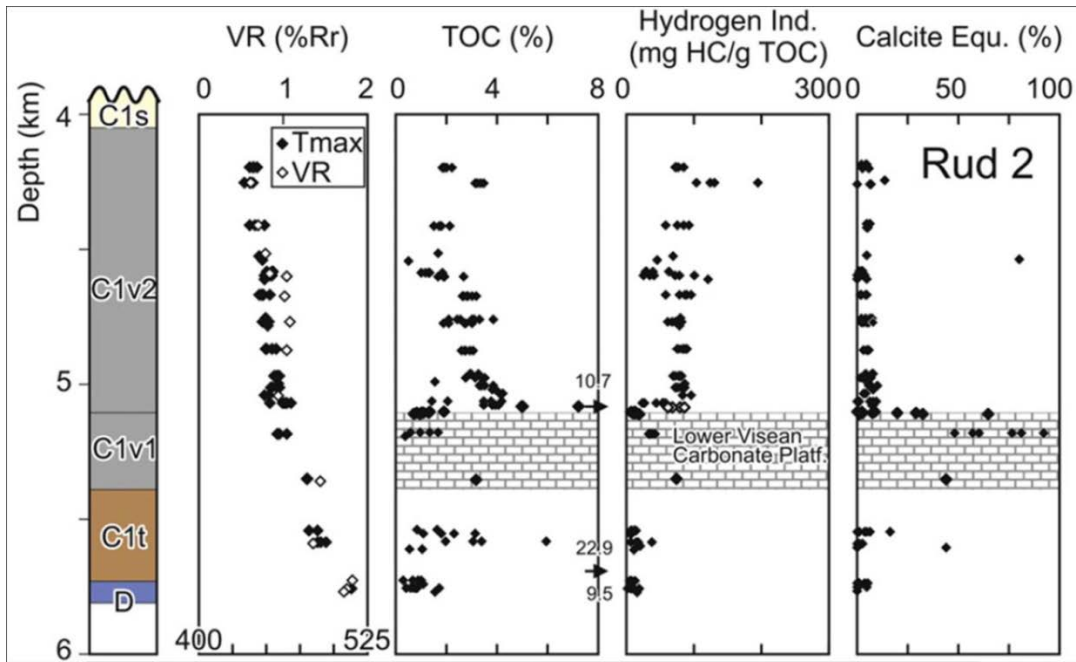 VR (%Rr)
TOC (%)
Hydrogen Ind.
(mg HC/g TOC)
Calcite Equ. (%)
0 1 2
0 4 8
0 300
0 50 100
Depth (km)
4
5
6
C1s
C1v2
C1v1
C1t
D
Tmax
VR
Rud 2
10.7
Lower Visean
Carbonate Platf.
22.9
9.5
400 525